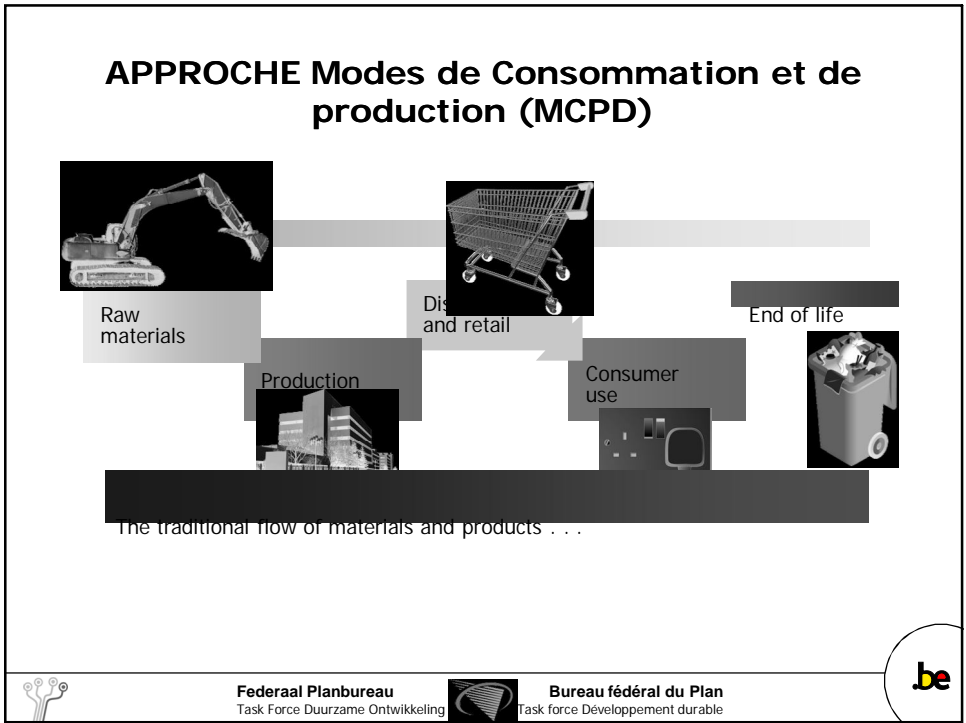 APPROCHE Modes de Consommation et de
production (MCPD)
Raw
materials
Production
and retail
Consumer
use
End of life
The traditional flow of materials and products . . .
Federaal Planbureau
Task Force Duurzame Ontwikkeling
Bureau fédéral du Plan
Task force Développement durable
.be